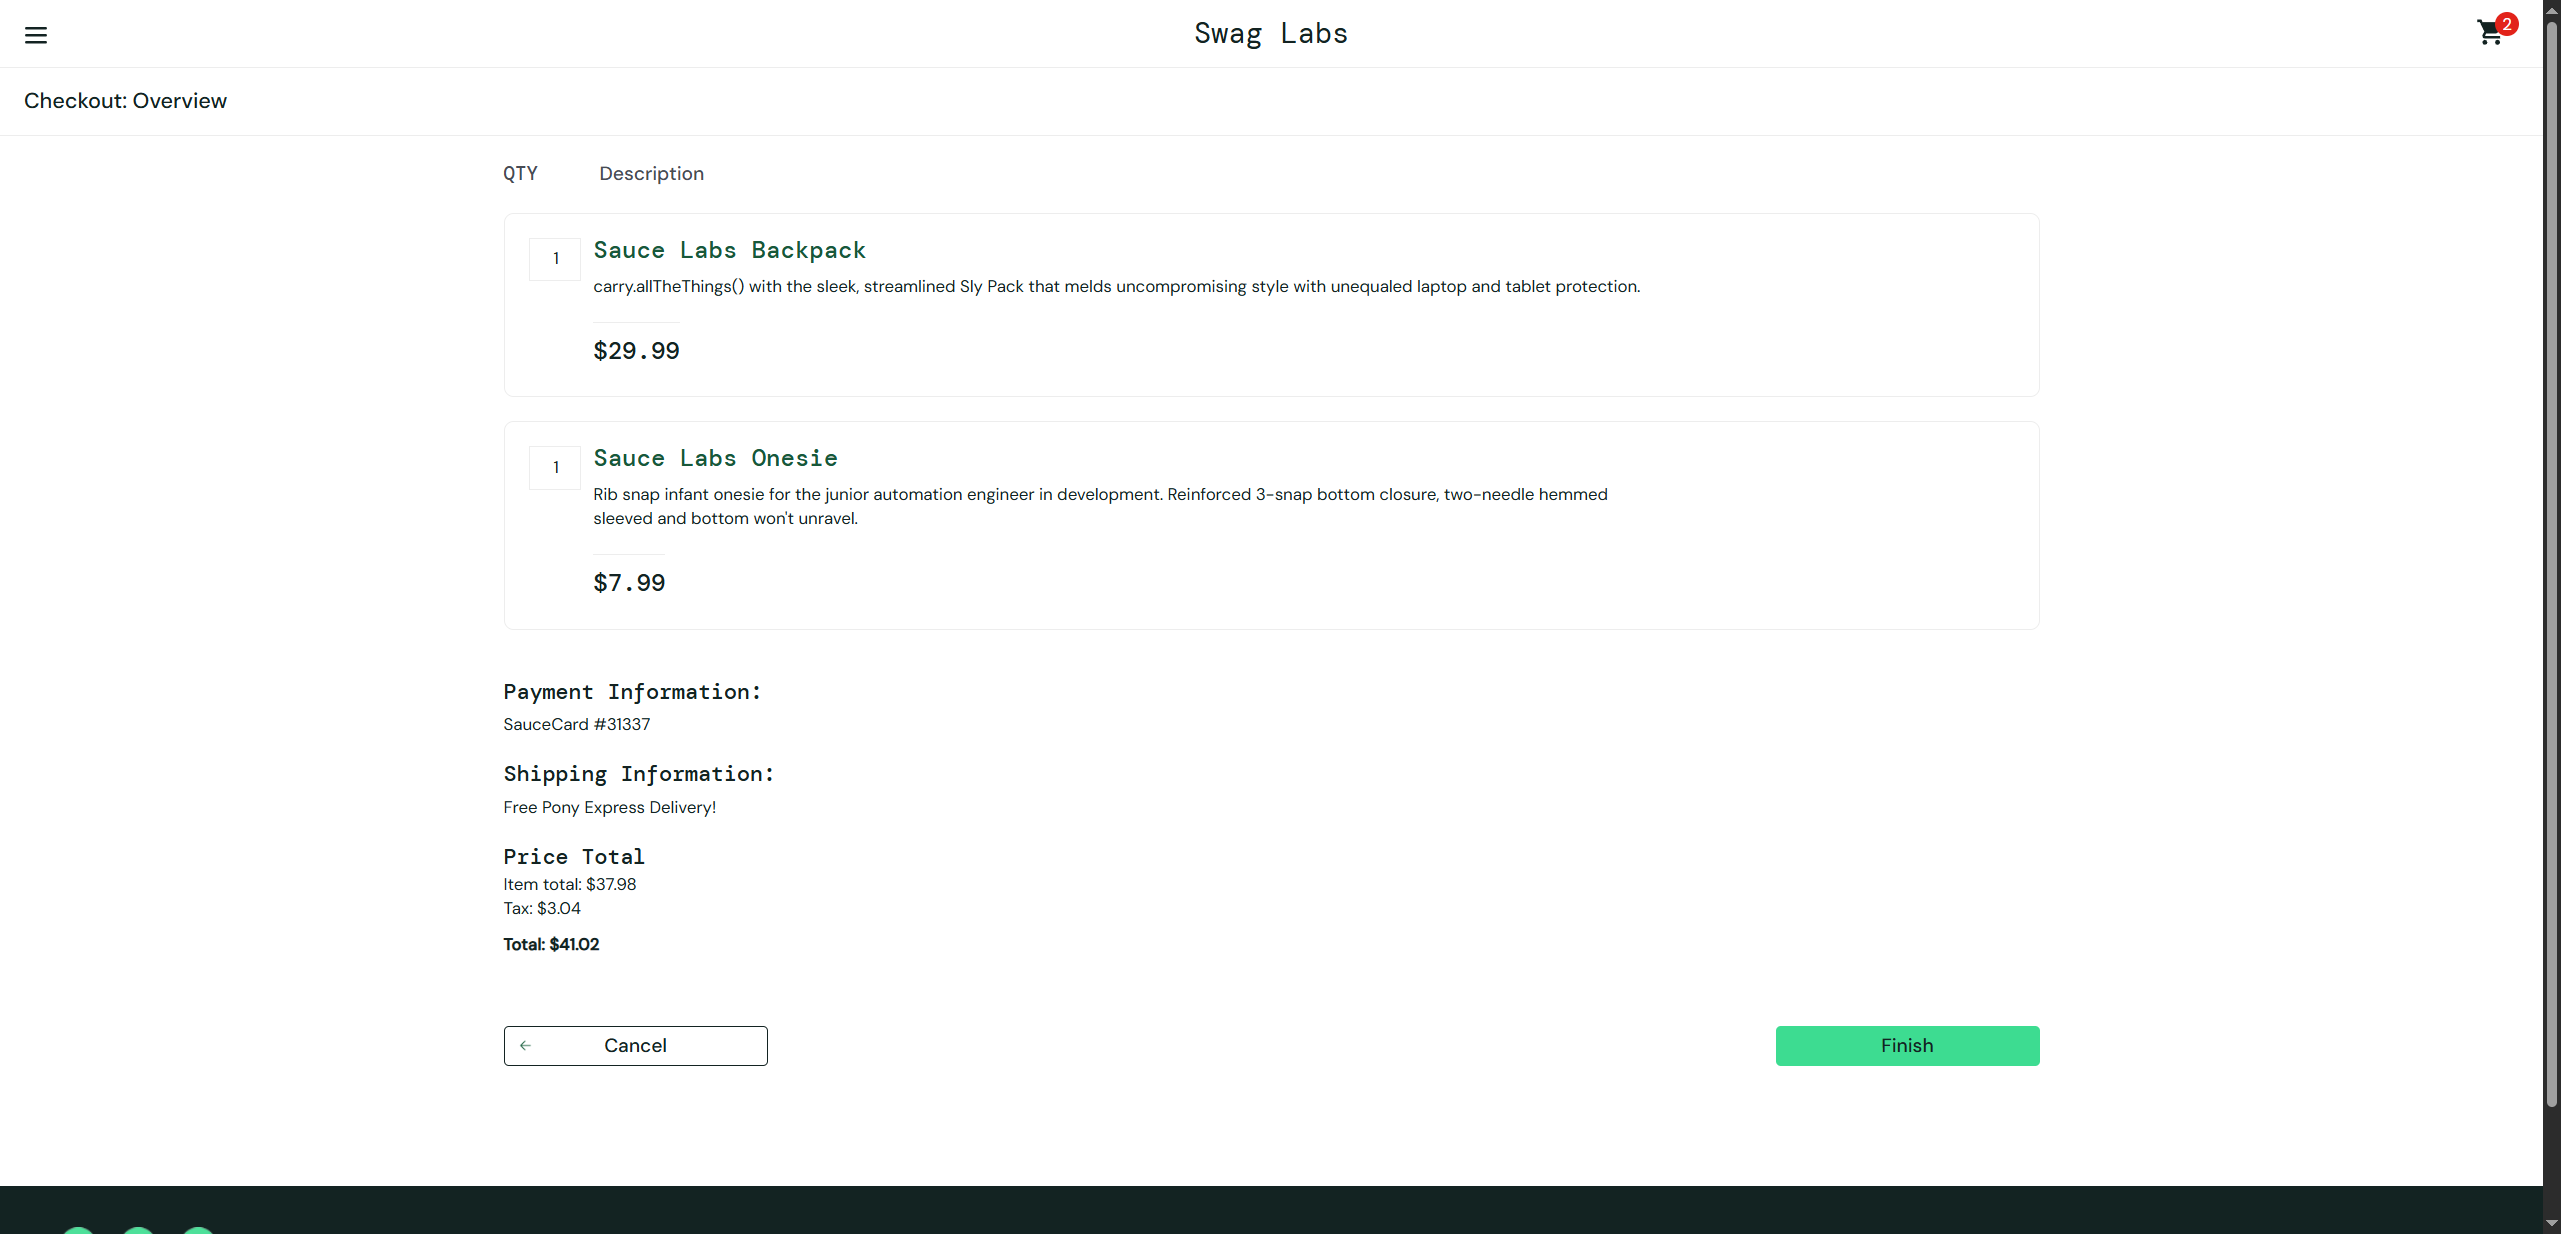 Swag Labs
2
Checkout: Overview
QTY Description
1
Sauce Labs Backpack
carry.allTheThings() with the sleek, streamlined Sly Pack that melds uncompromising style with unequaled laptop and tablet protection.
$29.99
1
Sauce Labs Onesie
Rib snap infant onesie for the junior automation engineer in development. Reinforced 3-snap bottom closure, two-needle hemmed
sleeved and bottom won't unravel.
$7.99
Payment Information:
SauceCard #31337
Shipping Information:
Free Pony Express Delivery!
Price Total
Item total: $37.98
Tax: $3.04
Total: $41.02
Cancel
Finish